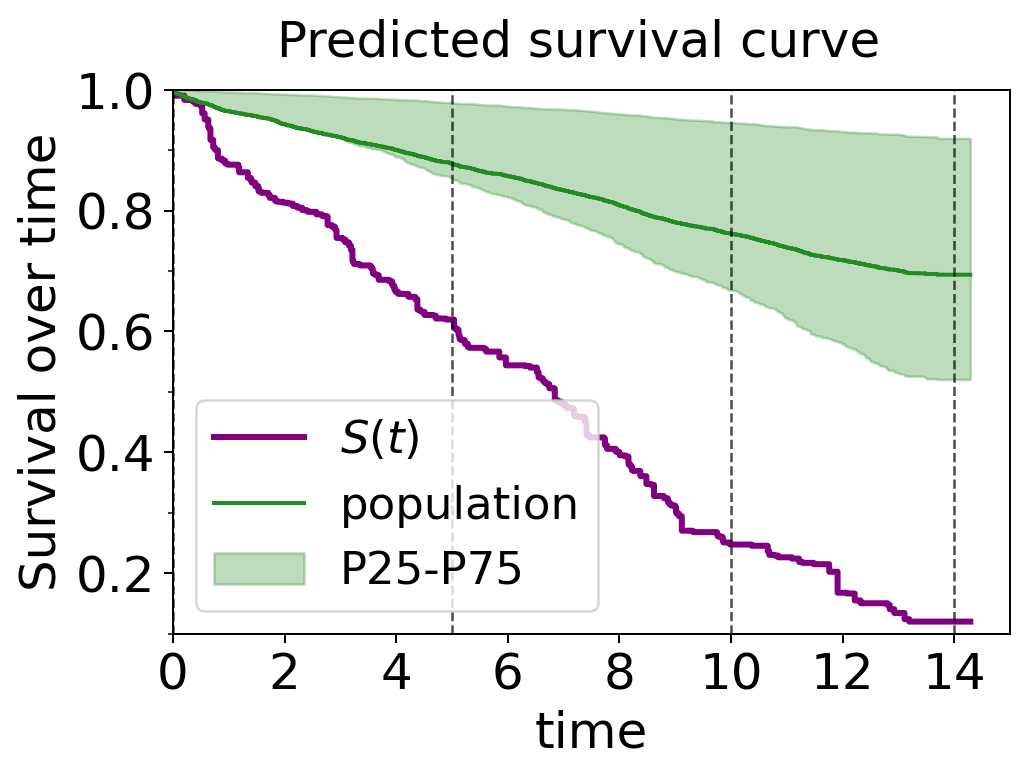 Predicted survival curve
Survival over time
1.0
0.8
0.6
0.4
0.2
S(t)
population
P25-P75
0 2 4 6 8 10 12 14
time